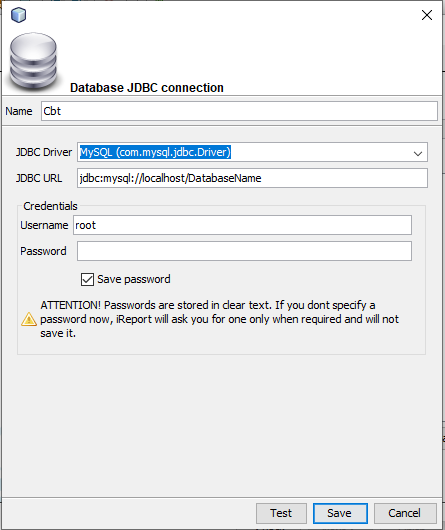 Database JDBC connection
Name Cbt
JDBC Driver MySQL (com.mysql.jdbc.Driver)
JDBC URL jdbc:mysql://localhost/DatabaseName
Credentials
Username root
Password
Save password
ATTENTION! Passwords are stored in clear text. If you dont specify a
password now, iReport will ask you for one only when required and will not
save it.
Test Save Cancel